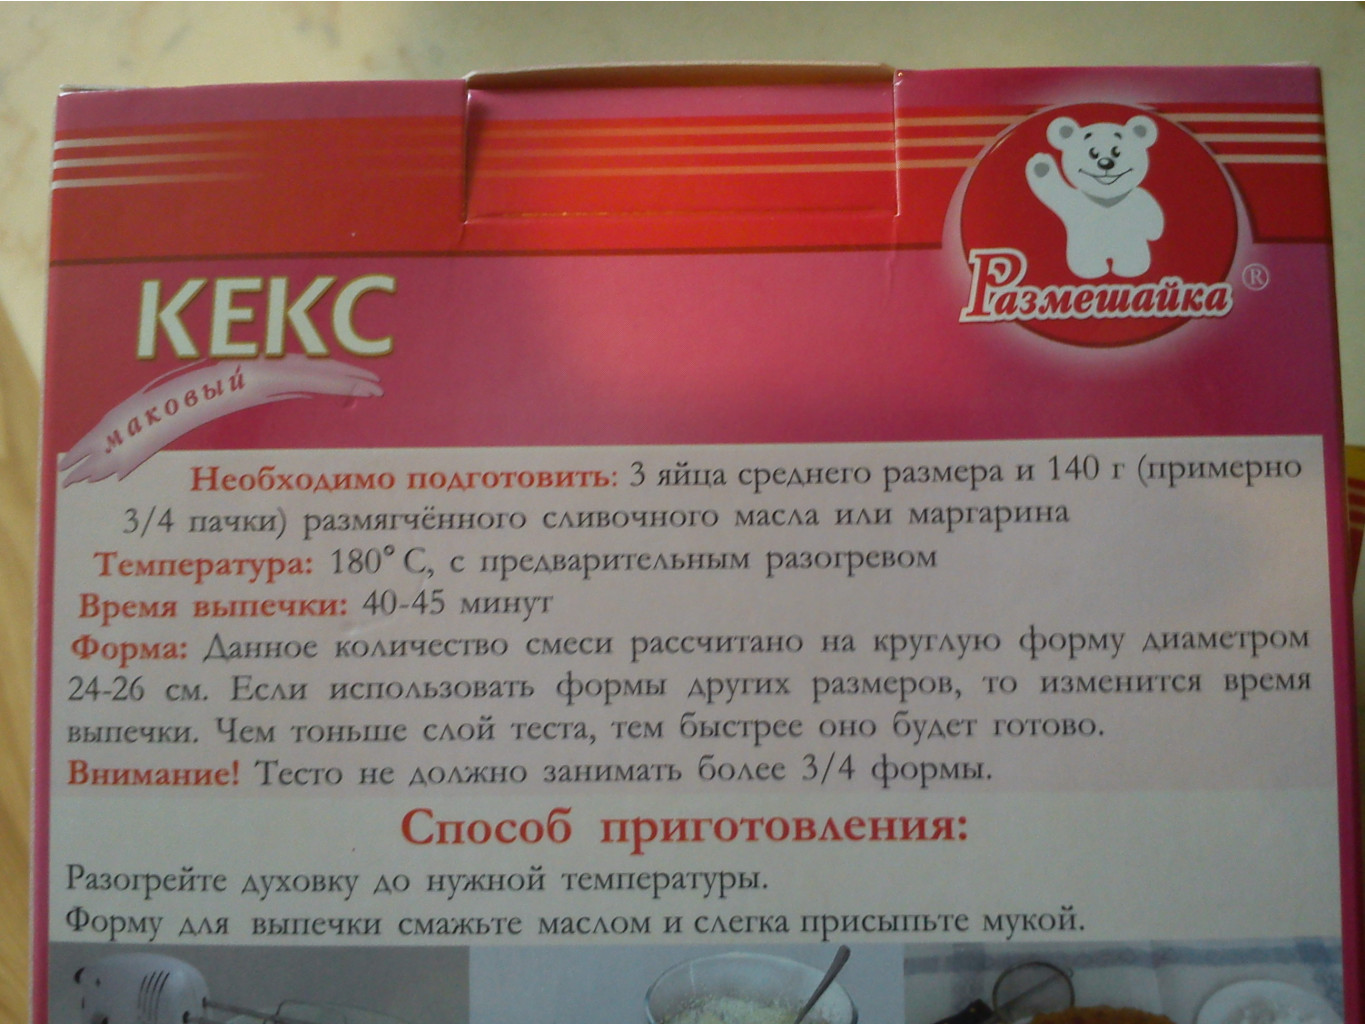 Размешайка ®
КЕКС
маковый
Необходимо подготовить: 3 яйца среднего размера и 140 г (примерно
3/4 пачки) размягчённого сливочного масла или маргарина
Температура: 180° С, с предварительным разогревом
Время выпечки: 40-45 минут
Форма: Данное количество смеси рассчитано на круглую форму диаметром
24-26 см. Если использовать формы других размеров, то изменится время
выпечки. Чем тоньше слой теста, тем быстрее оно будет готово.
Внимание! Тесто не должно занимать более 3/4 формы.
Способ приготовления:
Разогрейте духовку до нужной температуры.
Форму для выпечки смажьте маслом и слегка присыпьте мукой.